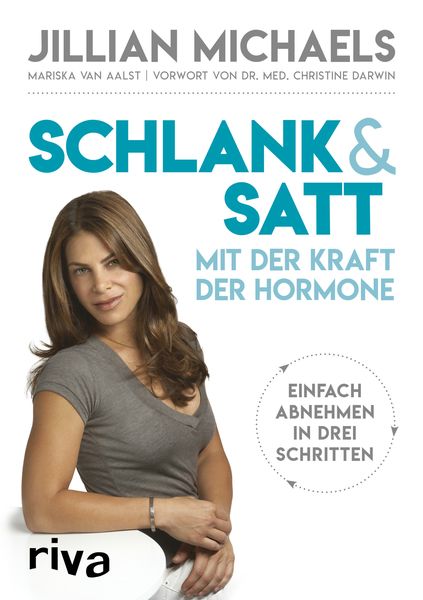 JILLIAN MICHAELS
MARISKA VAN AALST | VORWORT VON DR. MED. CHRISTINE DARWIN
SCHLANK &
SATT
MIT DER KRAFT
DER HORMONE
EINFACH
ABNEHMEN
IN DREI
SCHRITTEN
riva